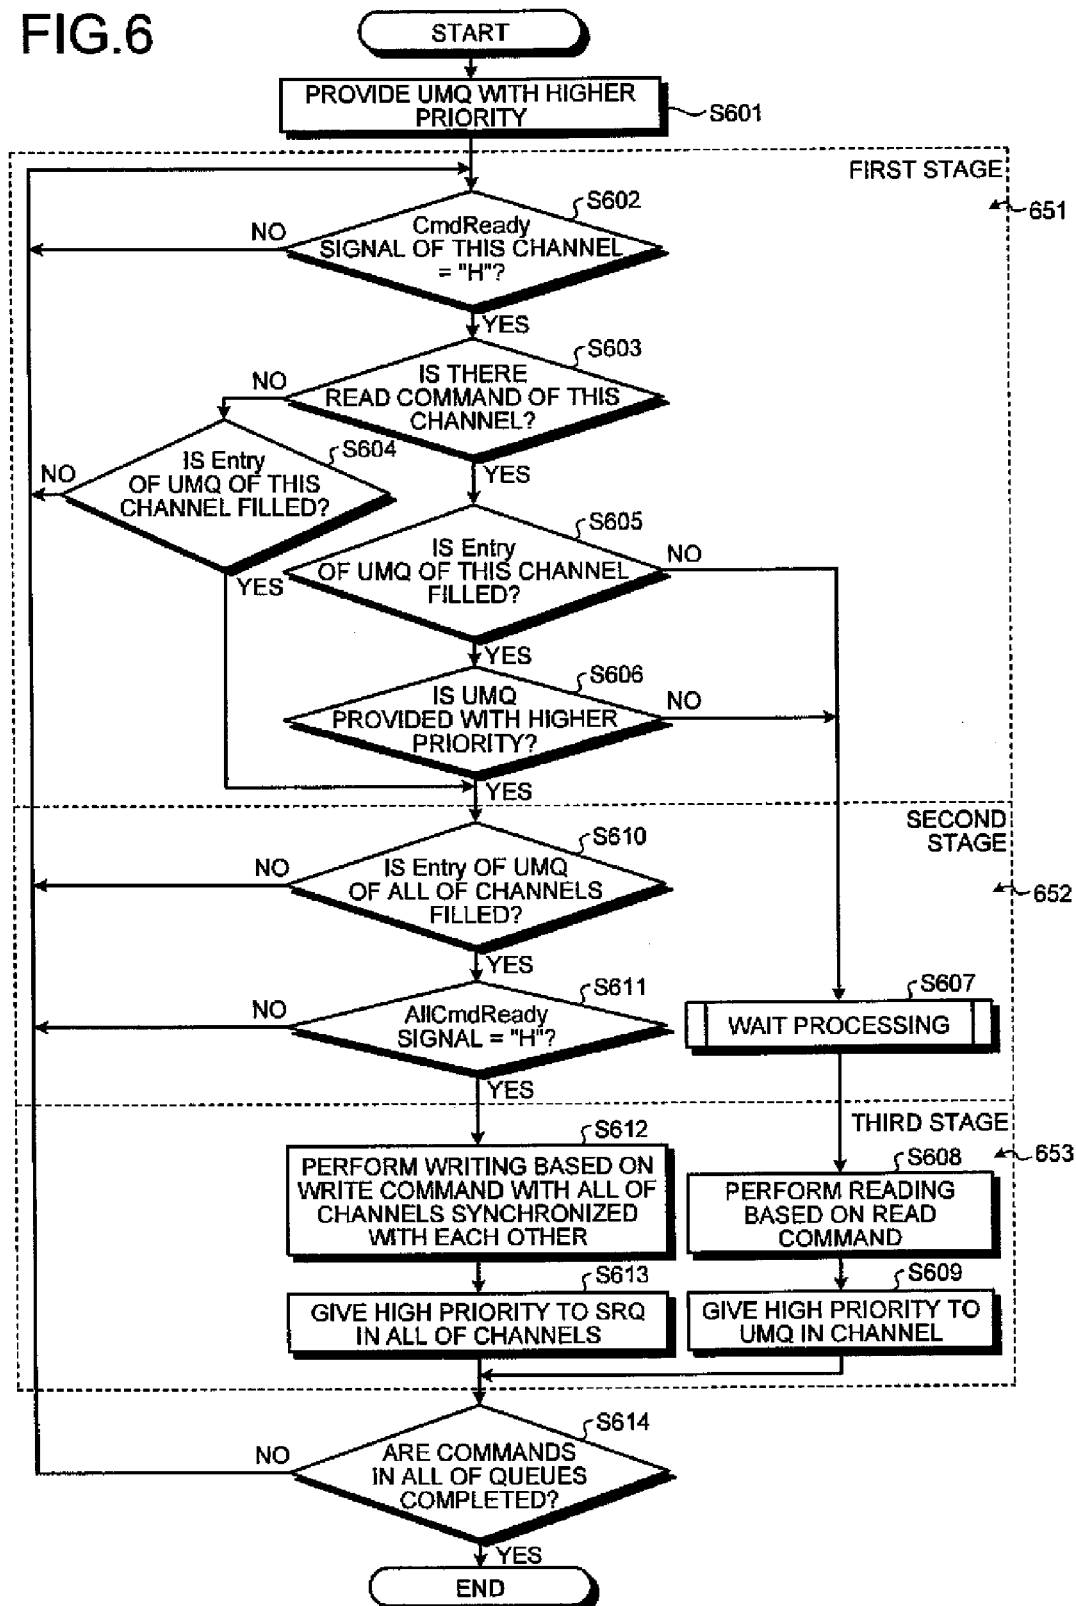 FIG.6
START
PROVIDE UMQ WITH HIGHER
PRIORITY
S601
FIRST STAGE
651
S602
CmdReady
SIGNAL OF THIS CHANNEL
= "H"?
NO
YES
S603
IS THERE
READ COMMAND OF THIS
CHANNEL?
NO
YES
S604
IS Entry
OF UMQ OF THIS
CHANNEL FILLED?
NO
YES
S605
IS Entry
OF UMQ OF THIS CHANNEL
FILLED?
NO
YES
S606
IS UMQ
PROVIDED WITH HIGHER
PRIORITY?
NO
YES
SECOND
STAGE
652
S610
IS Entry OF UMQ
OF ALL OF CHANNELS
FILLED?
NO
YES
S611
AllCmdReady
SIGNAL = "H"?
NO
YES
S607
WAIT PROCESSING
THIRD STAGE
653
S612
PERFORM WRITING BASED ON
WRITE COMMAND WITH ALL OF
CHANNELS SYNCHRONIZED
WITH EACH OTHER
S608
PERFORM READING
BASED ON READ
COMMAND
S613
GIVE HIGH PRIORITY TO SRQ
IN ALL OF CHANNELS
S609
GIVE HIGH PRIORITY TO
UMQ IN CHANNEL
S614
ARE COMMANDS
IN ALL OF QUEUES
COMPLETED?
NO
YES
END